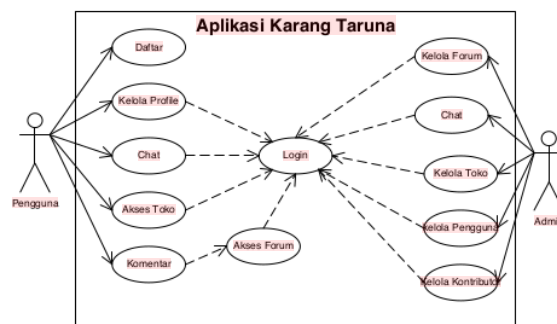 Aplikasi Karang Taruna
Daftar
Kelola Forum
Kelola Profile
Chat
Chat
Login
Kelola Toko
Pengguna
Akses Toko
Kelola Pengguna
Admi
Komentar
Akses Forum
Kelola Kontributor